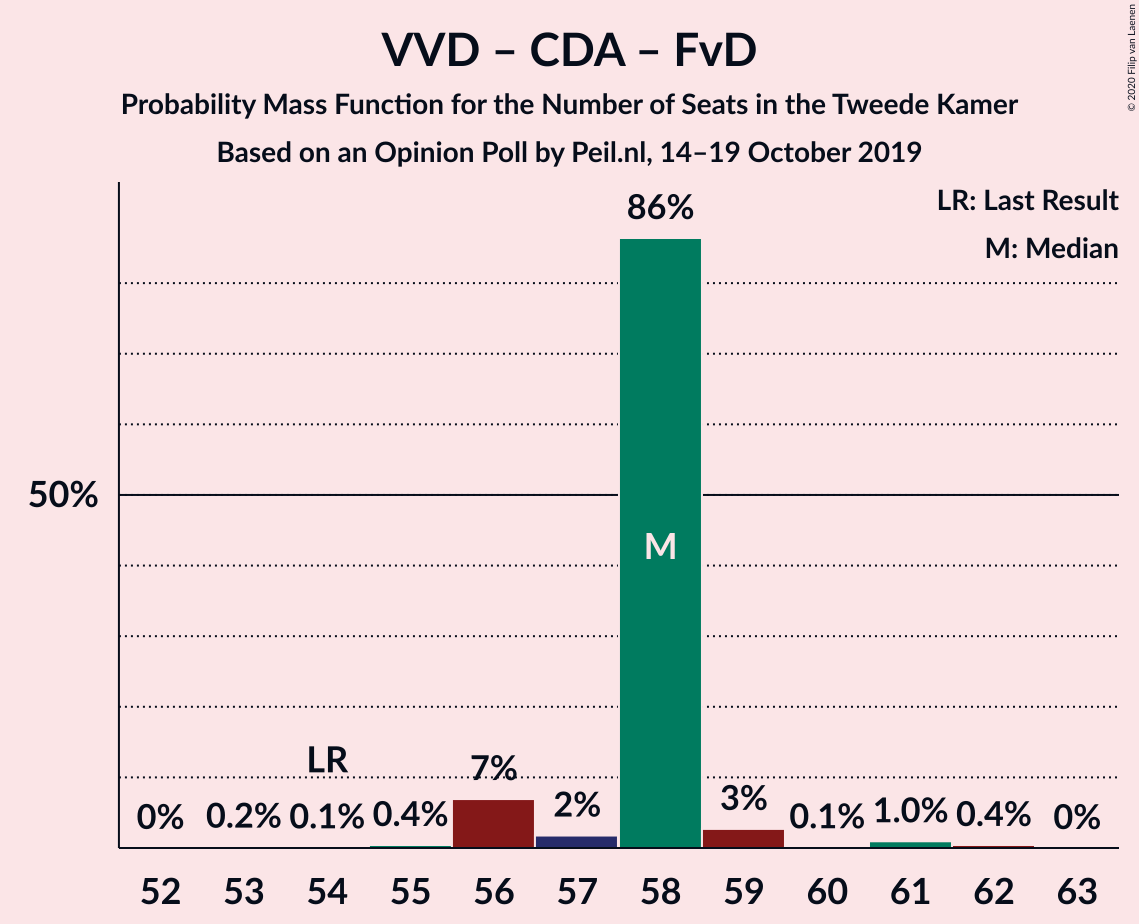 VVD – CDA – FvD
Probability Mass Function for the Number of Seats in the Tweede Kamer
Based on an Opinion Poll by Peil.nl, 14–19 October 2019
© 2020 Filip van Laenen
LR: Last Result
M: Median
86%
50%
M
LR
0% 0.2% 0.1% 0.4% 7% 2% 3% 0.1% 1.0% 0.4% 0%
52 53 54 55 56 57 58 59 60 61 62 63